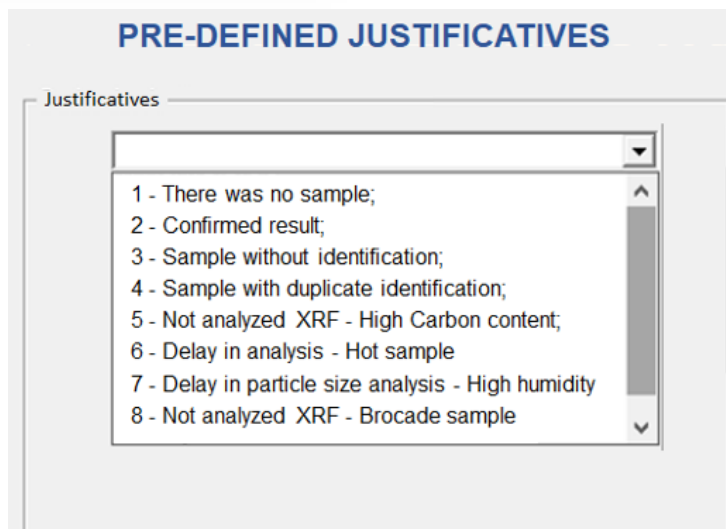 PRE-DEFINED JUSTIFICATIVES
Justificatives
1 - There was no sample;
2 - Confirmed result;
3 - Sample without identification;
4 - Sample with duplicate identification;
5 - Not analyzed XRF - High Carbon content;
6 - Delay in analysis - Hot sample
7 - Delay in particle size analysis - High humidity
8 - Not analyzed XRF - Brocade sample